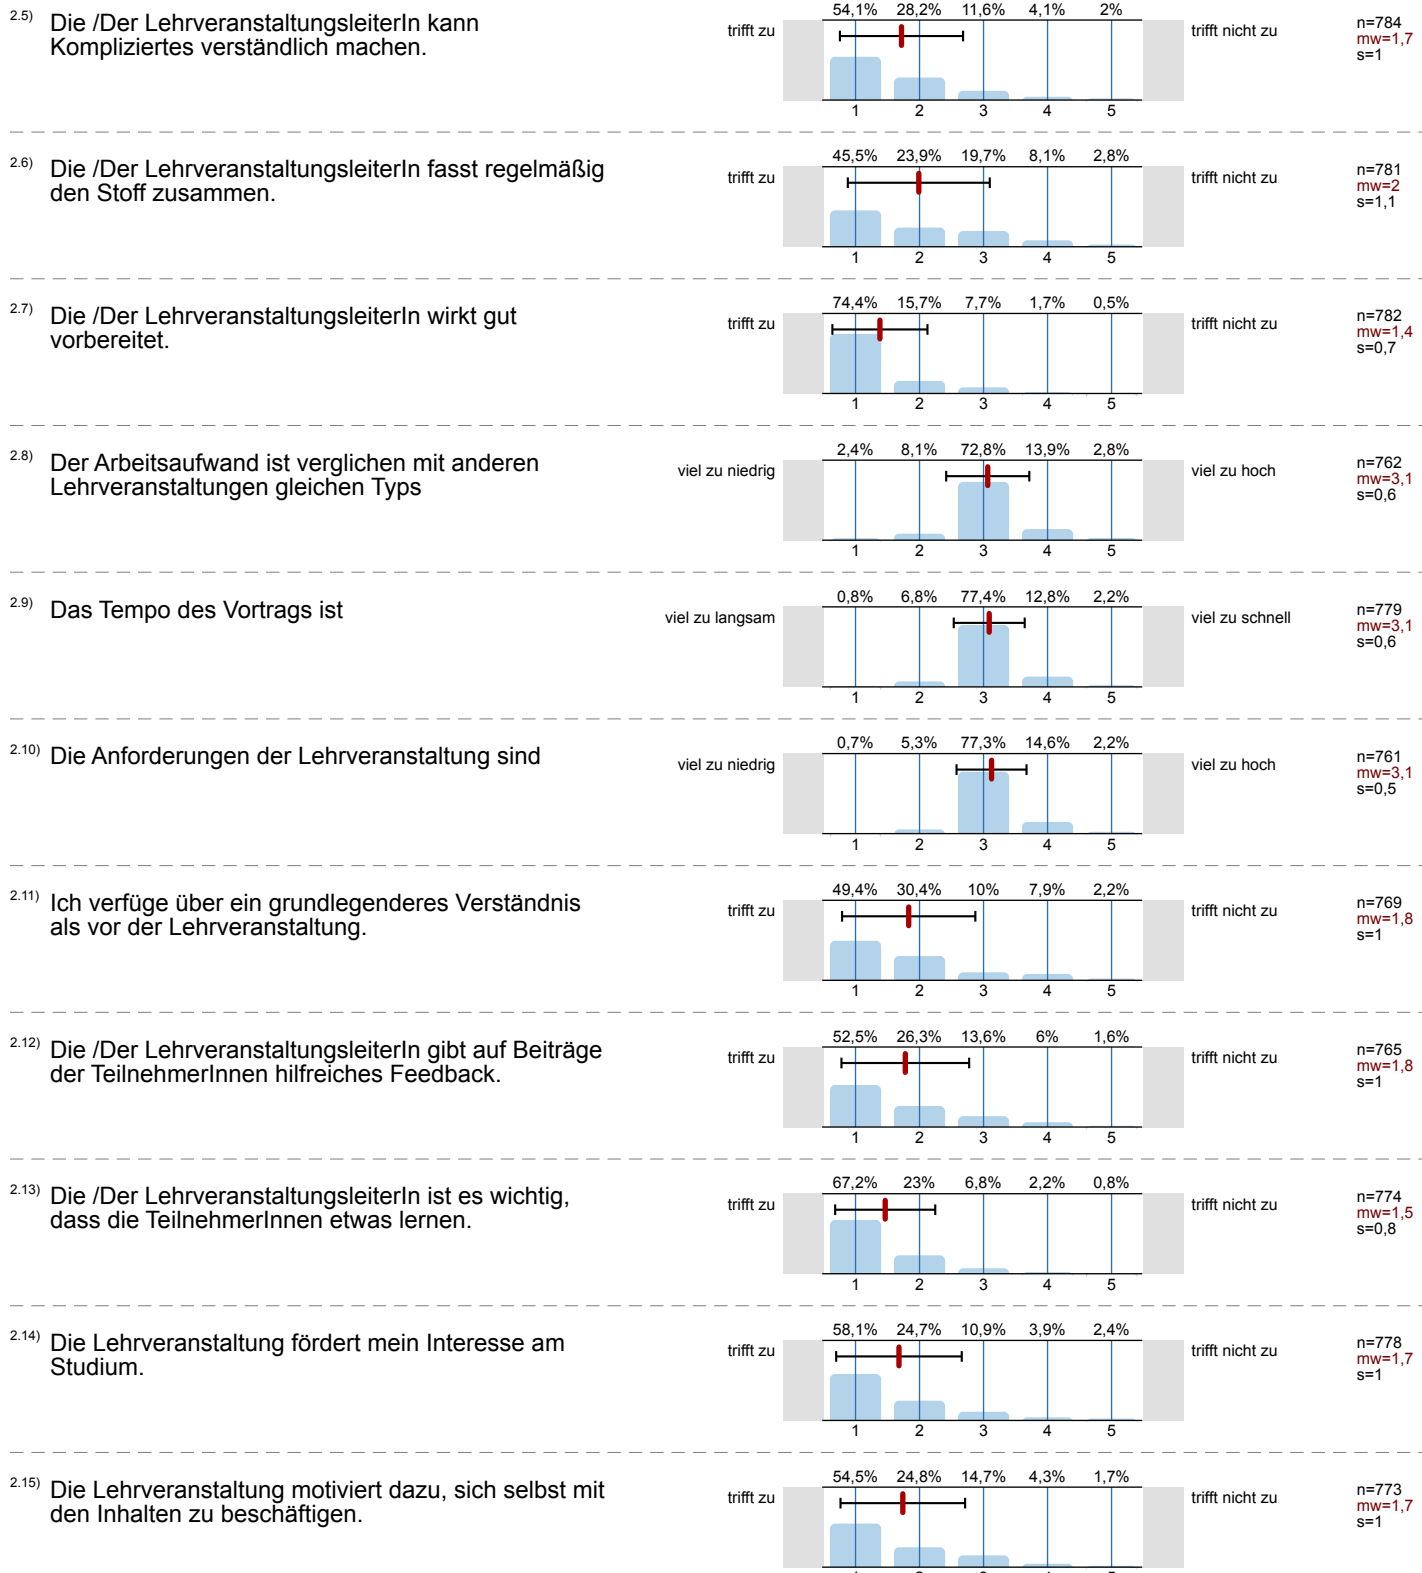 2.5) Die /Der LehrveranstaltungsleiterIn kann
Kompliziertes verständlich machen.
trifft zu
54,1% 28,2% 11,6% 4,1% 2%
1 2 3 4 5
trifft nicht zu
n=784
mw=1,7
s=1
2.6) Die /Der LehrveranstaltungsleiterIn fasst regelmäßig
den Stoff zusammen.
trifft zu
45,5% 23,9% 19,7% 8,1% 2,8%
1 2 3 4 5
trifft nicht zu
n=781
mw=2
s=1,1
2.7) Die /Der LehrveranstaltungsleiterIn wirkt gut
vorbereitet.
trifft zu
74,4% 15,7% 7,7% 1,7% 0,5%
1 2 3 4 5
trifft nicht zu
n=782
mw=1,4
s=0,7
2.8) Der Arbeitsaufwand ist verglichen mit anderen
Lehrveranstaltungen gleichen Typs
viel zu niedrig
2,4% 8,1% 72,8% 13,9% 2,8%
1 2 3 4 5
viel zu hoch
n=762
mw=3,1
s=0,6
2.9) Das Tempo des Vortrags ist
viel zu langsam
0,8% 6,8% 77,4% 12,8% 2,2%
1 2 3 4 5
viel zu schnell
n=779
mw=3,1
s=0,6
2.10) Die Anforderungen der Lehrveranstaltung sind
viel zu niedrig
0,7% 5,3% 77,3% 14,6% 2,2%
1 2 3 4 5
viel zu hoch
n=761
mw=3,1
s=0,5
2.11) Ich verfüge über ein grundlegenderes Verständnis
als vor der Lehrveranstaltung.
trifft zu
49,4% 30,4% 10% 7,9% 2,2%
1 2 3 4 5
trifft nicht zu
n=769
mw=1,8
s=1
2.12) Die /Der LehrveranstaltungsleiterIn gibt auf Beiträge
der TeilnehmerInnen hilfreiches Feedback.
trifft zu
52,5% 26,3% 13,6% 6% 1,6%
1 2 3 4 5
trifft nicht zu
n=765
mw=1,8
s=1
2.13) Die /Der LehrveranstaltungsleiterIn ist es wichtig,
dass die TeilnehmerInnen etwas lernen.
trifft zu
67,2% 23% 6,8% 2,2% 0,8%
1 2 3 4 5
trifft nicht zu
n=774
mw=1,5
s=0,8
2.14) Die Lehrveranstaltung fördert mein Interesse am
Studium.
trifft zu
58,1% 24,7% 10,9% 3,9% 2,4%
1 2 3 4 5
trifft nicht zu
n=778
mw=1,7
s=1
2.15) Die Lehrveranstaltung motiviert dazu, sich selbst mit
den Inhalten zu beschäftigen.
trifft zu
54,5% 24,8% 14,7% 4,3% 1,7%
trifft nicht zu
n=773
mw=1,7
s=1